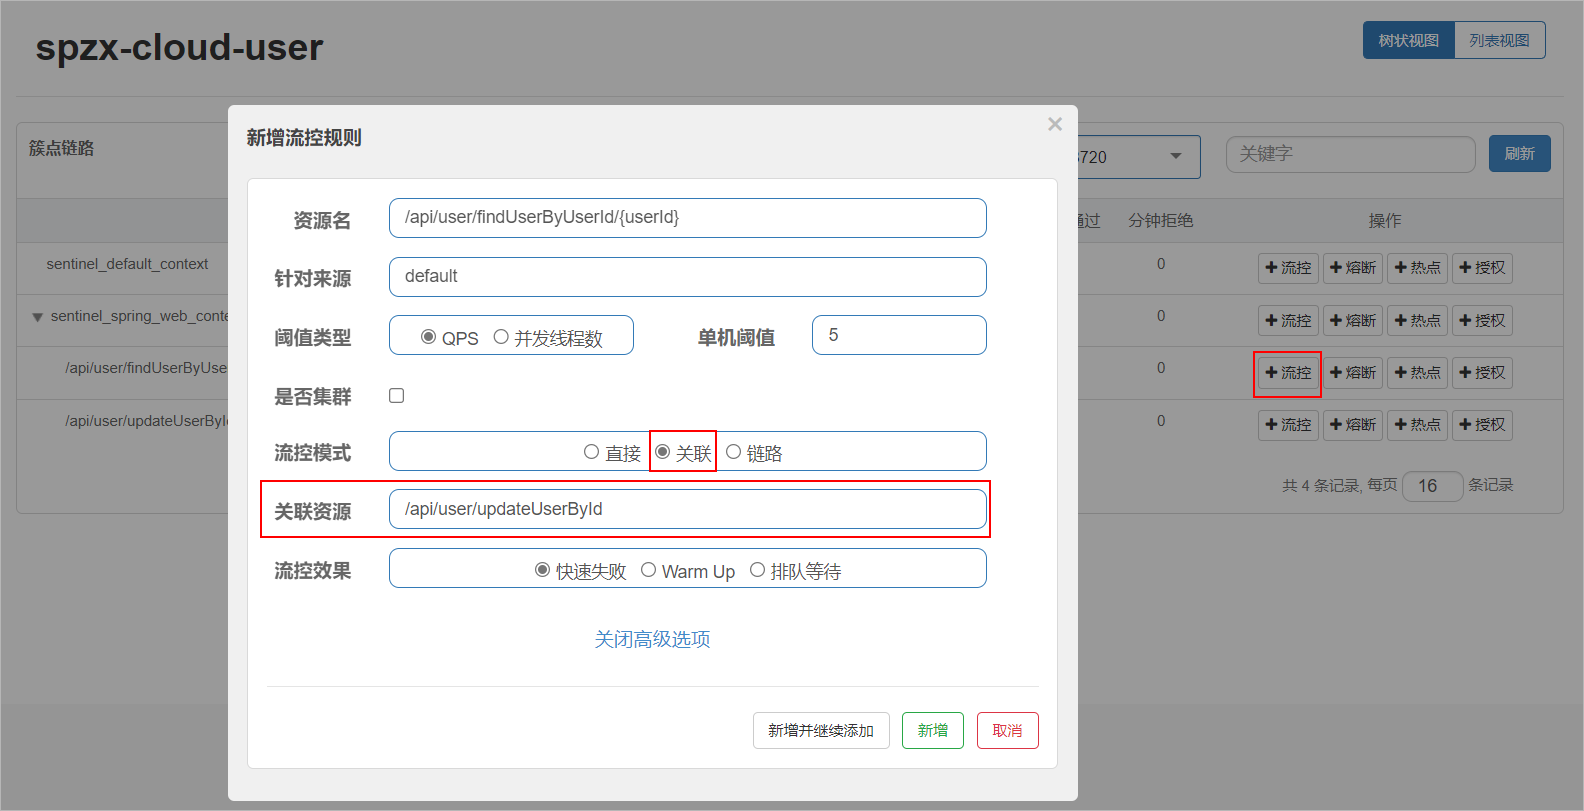 spzx-cloud-user
树状视图 列表视图
簇点链路
8720
关键字
刷新
通过 分钟拒绝 操作
sentinel_default_context 0 流控 熔断 热点 授权
sentinel_spring_web_conte 0 流控 熔断 热点 授权
/api/user/findUserByUse 0 流控 熔断 热点 授权
/api/user/updateUserById 0 流控 熔断 热点 授权
共 4 条记录, 每页 16 条记录
新增流控规则 ×
资源名 /api/user/findUserByUserId/{userId}
针对来源 default
阈值类型 QPS 并发线程数 单机阈值 5
是否集群
流控模式 直接 关联 链路
关联资源 /api/user/updateUserById
流控效果 快速失败 Warm Up 排队等待
关闭高级选项
新增并继续添加 新增 取消